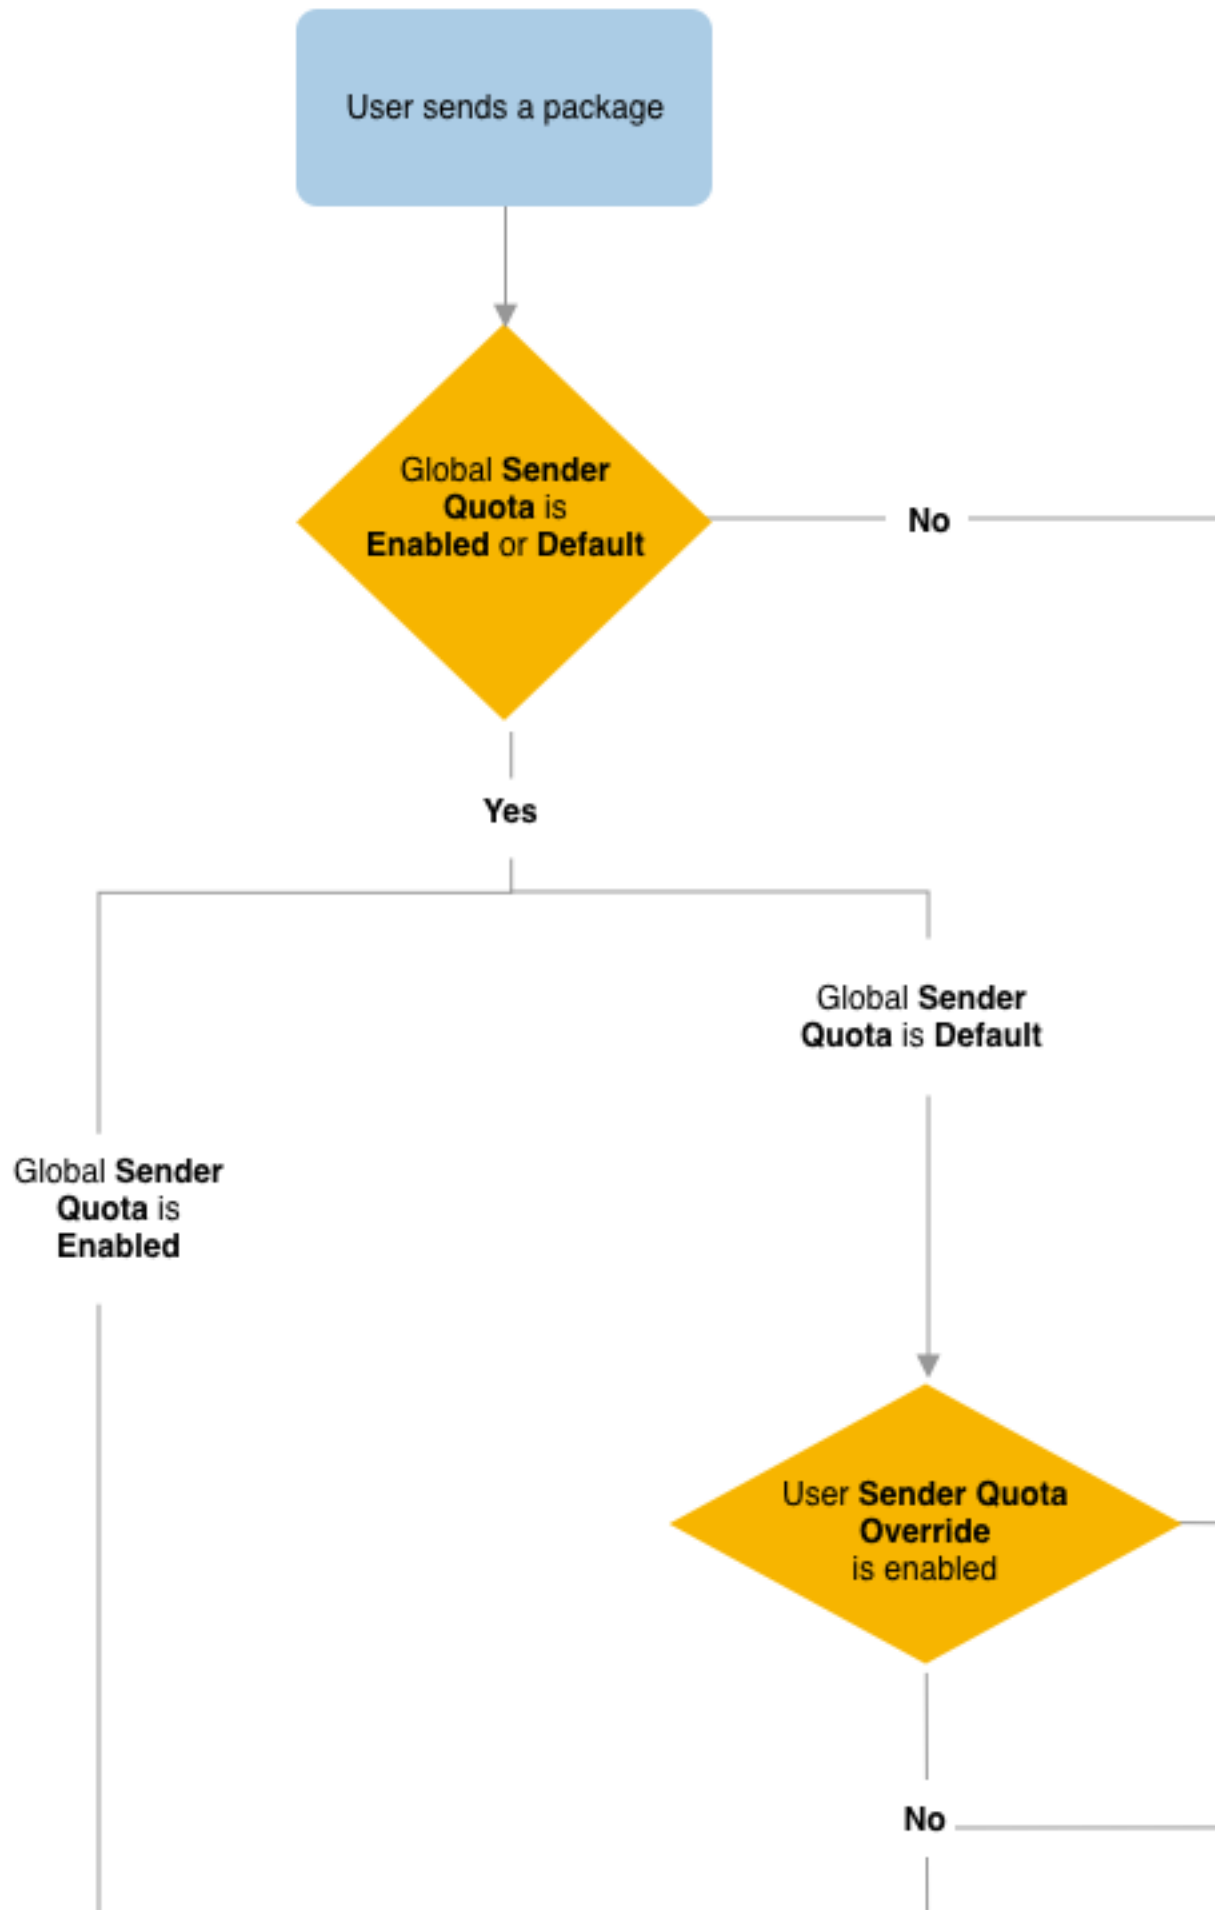 User sends a package
Global Sender
Quota is
Enabled or Default
No
Yes
Global Sender
Quota is Default
Global Sender
Quota is
Enabled
User Sender Quota
Override
is enabled
No